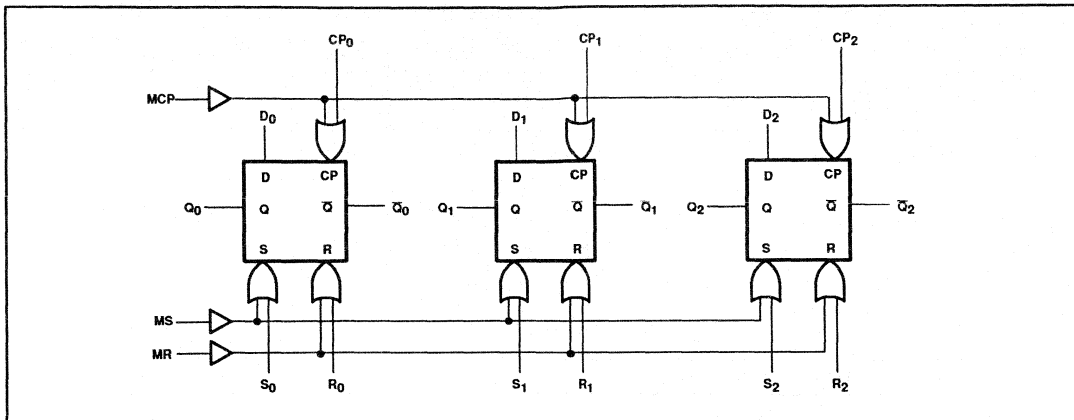 CP0 CP1 CP2
MCP
D0 D1 D2
D CP D CP D CP
Q0 Q Q̅ Q̅0 Q1 Q Q̅ Q̅1 Q2 Q Q̅ Q̅2
S R S R S R
MS
MR
S0 R0 S1 R1 S2 R2